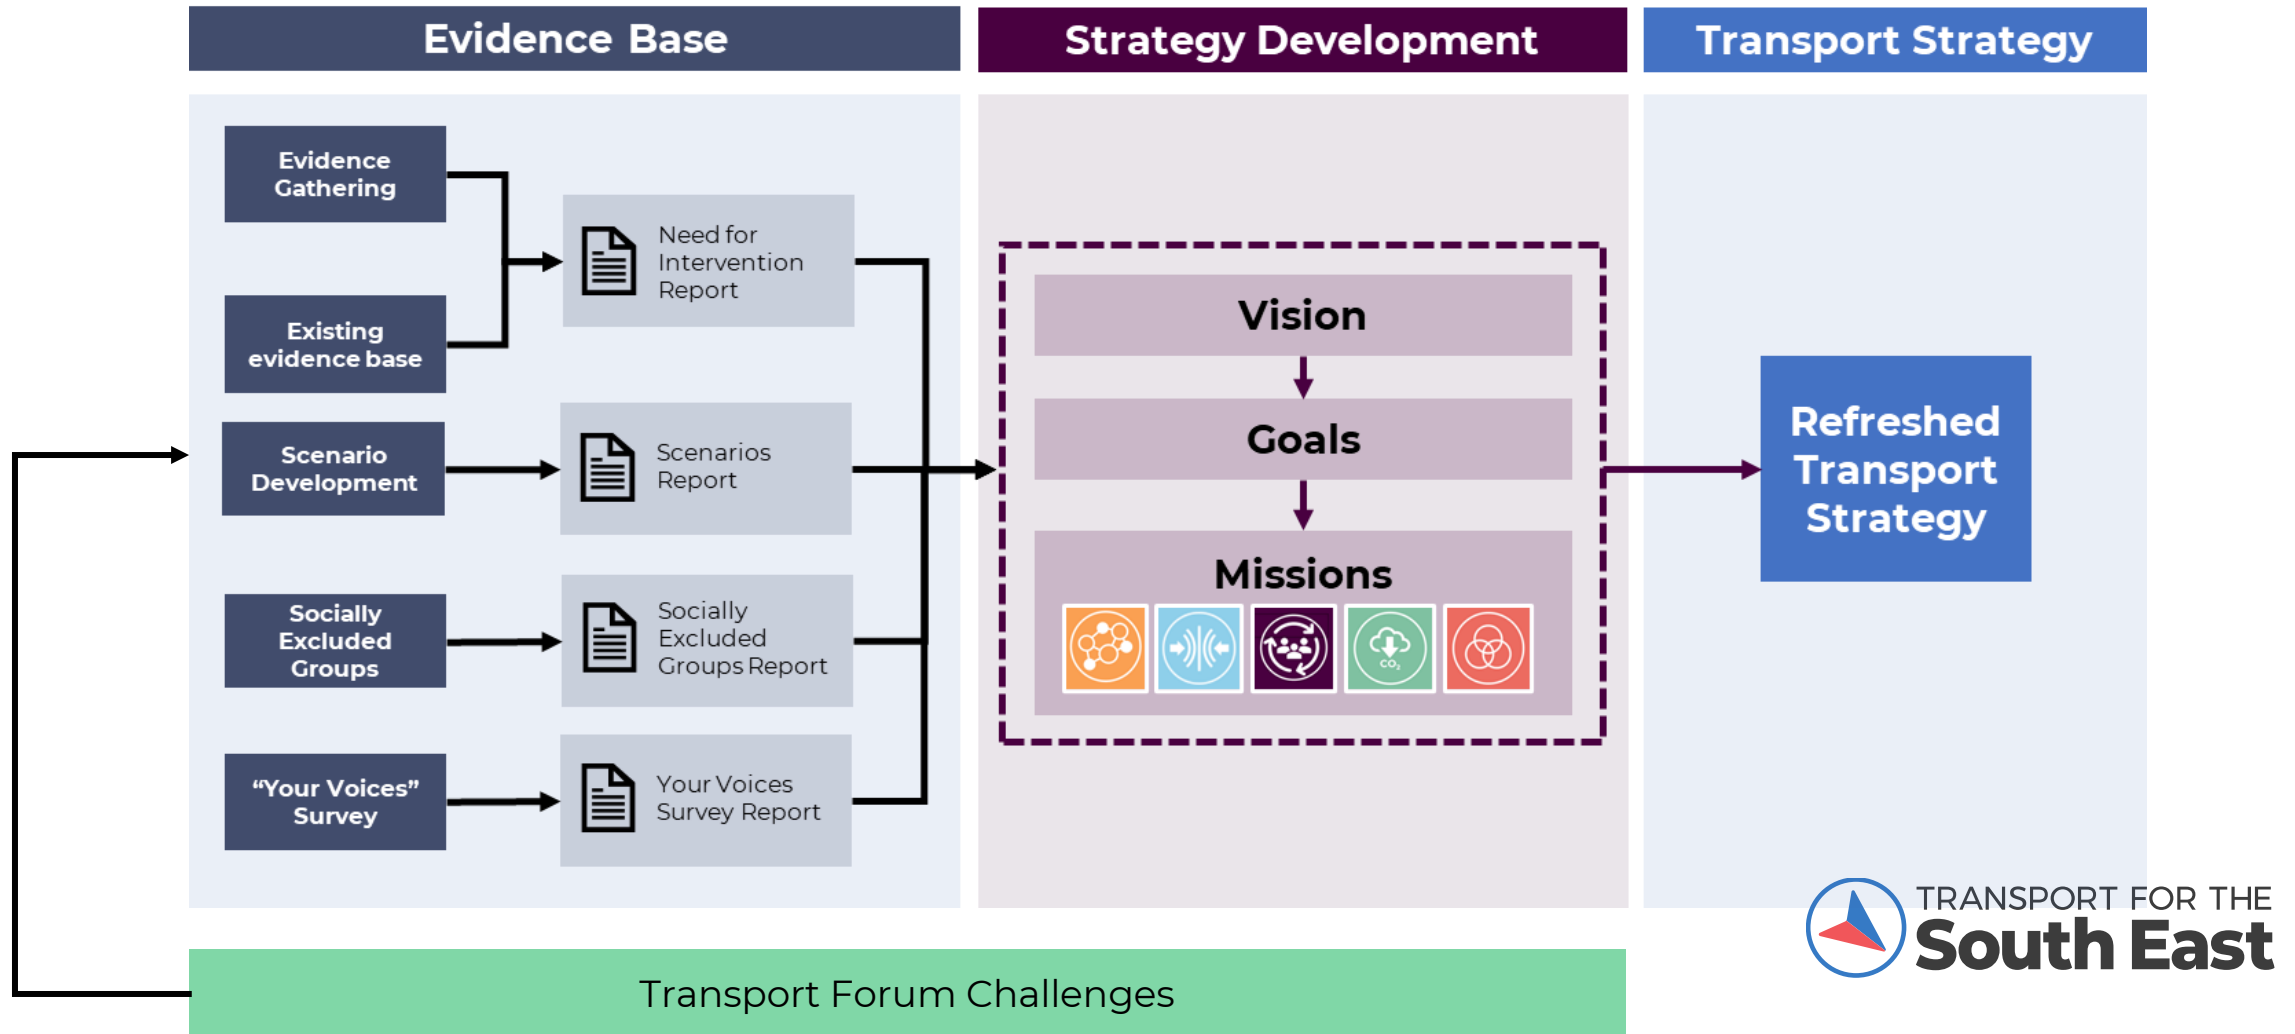 Evidence Base
Strategy Development
Transport Strategy
Evidence
Gathering
Existing
evidence base
Need for
Intervention
Report
Scenario
Development
Scenarios
Report
Socially
Excluded
Groups
Socially
Excluded
Groups Report
“Your Voices”
Survey
Your Voices
Survey Report
Vision
Goals
Missions
CO₂
Refreshed
Transport
Strategy
Transport Forum Challenges
TRANSPORT FOR THE
South East